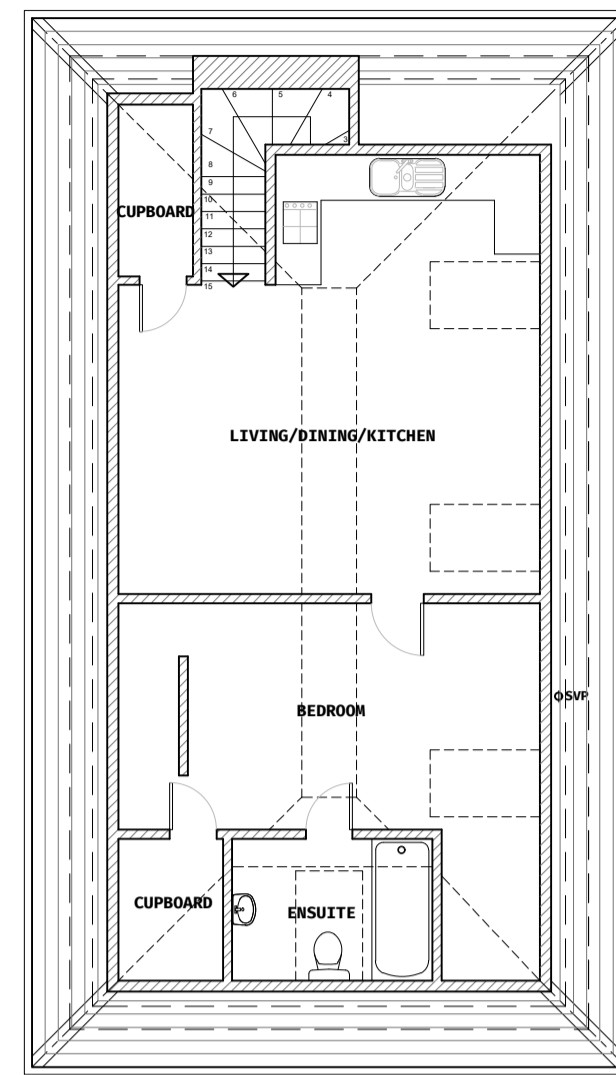 6 5 4
7 3
8
CUPBOARD
9
10
11
12
13
14
15
LIVING/DINING/KITCHEN
SVP
BEDROOM
CUPBOARD
ENSUITE